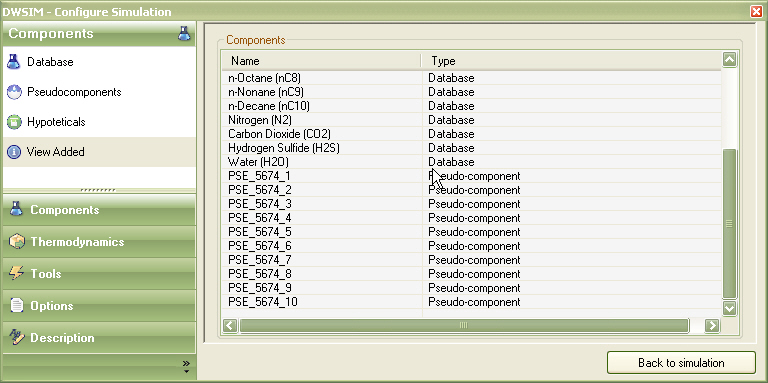 DWSIM - Configure Simulation
Components
Database
Pseudocomponents
Hypoteticals
View Added
Components
Thermodynamics
Tools
Options
Description
Components
Name Type
n-Octane (nC8) Database
n-Nonane (nC9) Database
n-Decane (nC10) Database
Nitrogen (N2) Database
Carbon Dioxide (CO2) Database
Hydrogen Sulfide (H2S) Database
Water (H2O) Database
PSE_5674_1 Pseudo-component
PSE_5674_2 Pseudo-component
PSE_5674_3 Pseudo-component
PSE_5674_4 Pseudo-component
PSE_5674_5 Pseudo-component
PSE_5674_6 Pseudo-component
PSE_5674_7 Pseudo-component
PSE_5674_8 Pseudo-component
PSE_5674_9 Pseudo-component
PSE_5674_10 Pseudo-component
Back to simulation